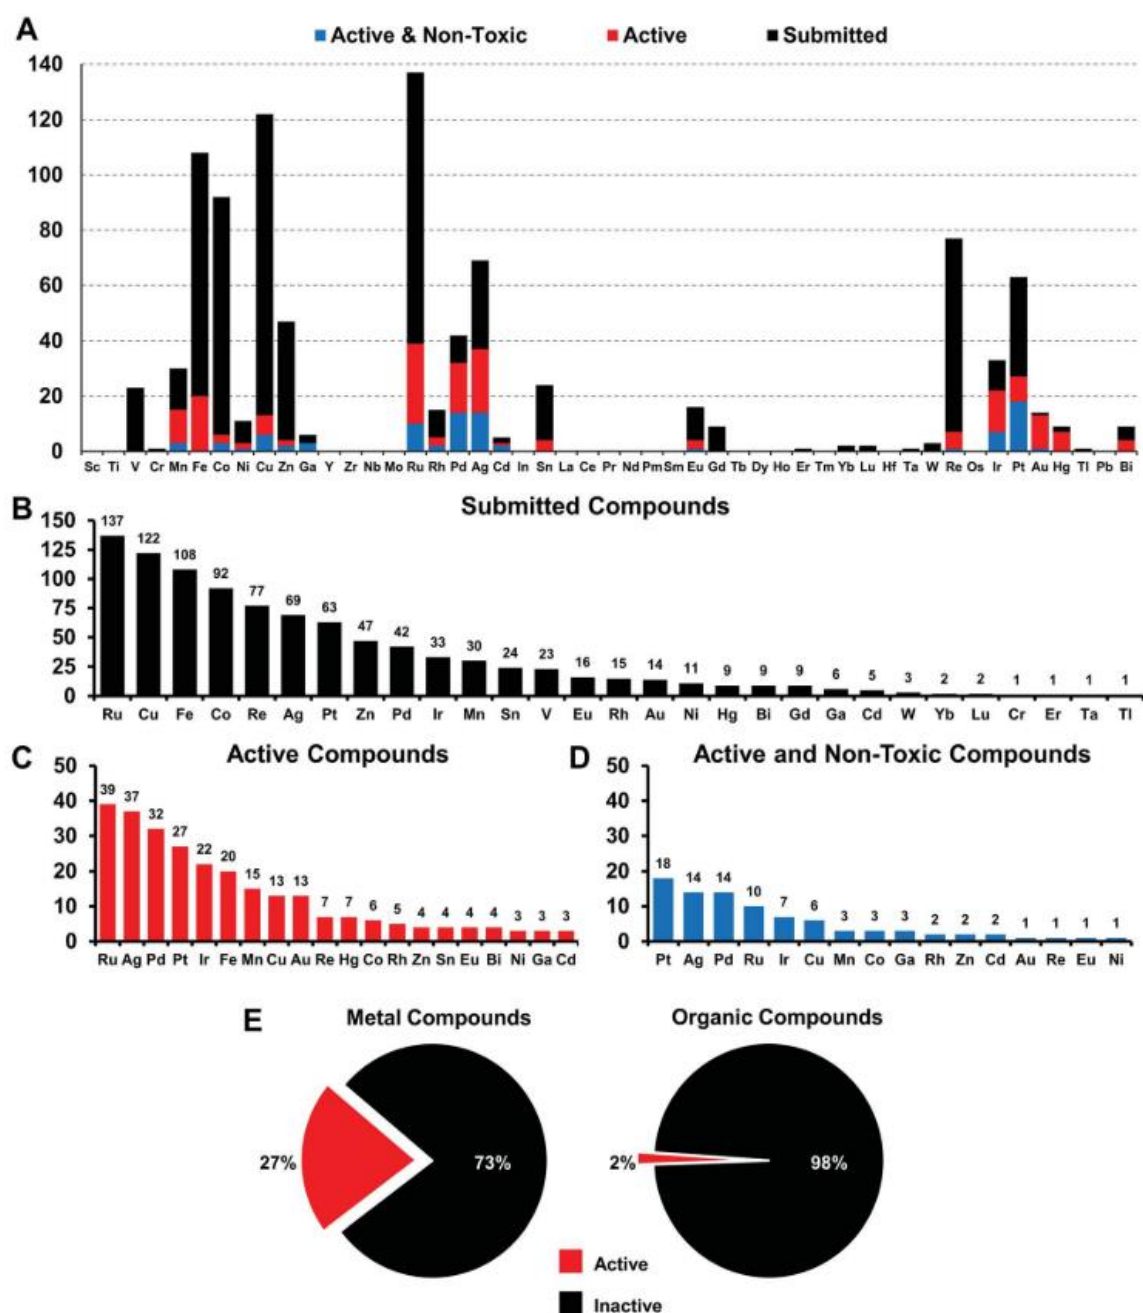 A
Active & Non-Toxic Active Submitted
140
120
100
80
60
40
20
0
Sc Ti V Cr Mn Fe Co Ni Cu Zn Ga Y Zr Nb Mo Ru Rh Pd Ag Cd In Sn La Ce Pr Nd Pm Sm Eu Gd Tb Dy Ho Er Tm Yb Lu Hf Ta W Re Os Ir Pt Au Hg Tl Pb Bi
B
Submitted Compounds
150
125
100
75
50
25
0
137 122 108 92 77 69 63 47 42 33 30 24 23 16 15 14 11 9 9 9 6 5 3 2 2 1 1 1 1
Ru Cu Fe Co Re Ag Pt Zn Pd Ir Mn Sn V Eu Rh Au Ni Hg Bi Gd Ga Cd W Yb Lu Cr Er Ta Tl
C
Active Compounds
50
40
30
20
10
0
39 37 32 27 22 20 15 13 13 7 7 6 5 4 4 4 4 3 3 3
Ru Ag Pd Pt Ir Fe Mn Cu Au Re Hg Co Rh Zn Sn Eu Bi Ni Ga Cd
D
Active and Non-Toxic Compounds
50
40
30
20
10
0
18 14 14 10 7 6 3 3 3 2 2 2 1 1 1 1
Pt Ag Pd Ru Ir Cu Mn Co Ga Rh Zn Cd Au Re Eu Ni
E
Metal Compounds
27%
73%
Organic Compounds
2%
98%
Active
Inactive